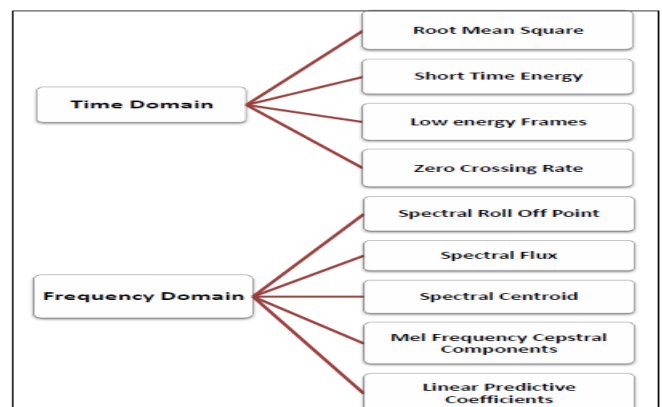 Root Mean Square
Short Time Energy
Time Domain
Low energy Frames
Zero Crossing Rate
Spectral Roll Off Point
Spectral Flux
Frequency Domain
Spectral Centroid
Mel Frequency Cepstral
Components
Linear Predictive
Coefficients